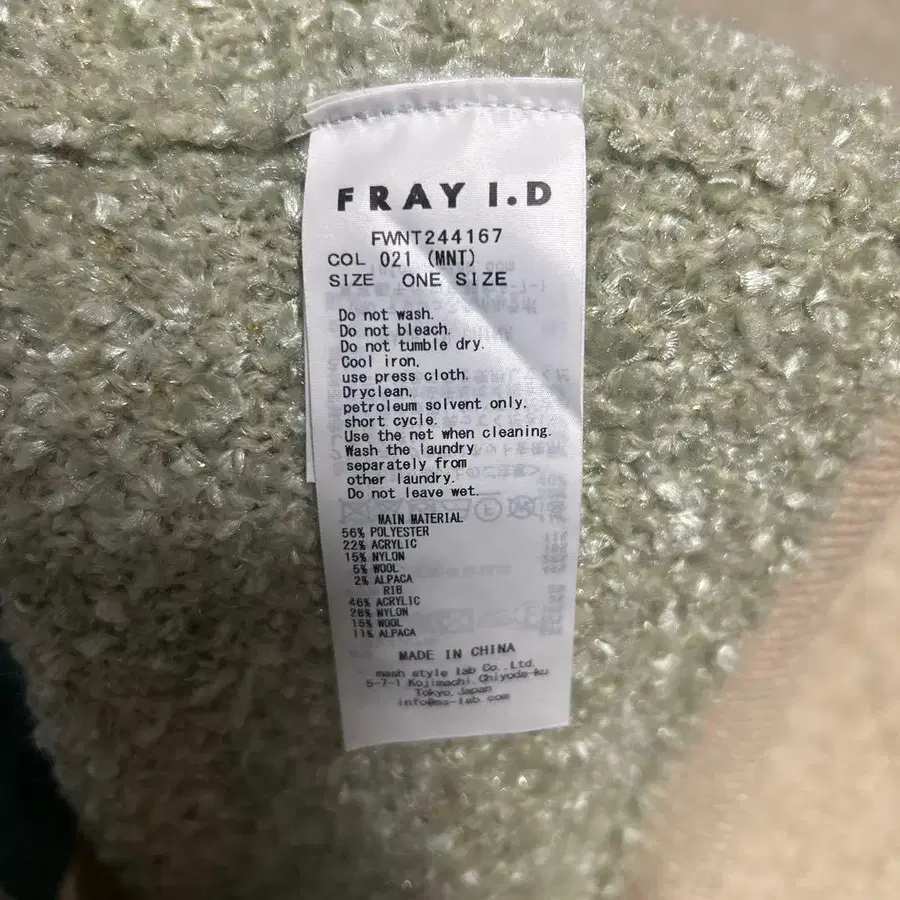 FRAY I.D
FWNT244167
COL 021 (MNT)
SIZE ONE SIZE
Do not wash.
Do not bleach.
Do not tumble dry.
Cool iron,
use press cloth.
Dryclean,
petroleum solvent only.
short cycle.
Use the net when cleaning.
Wash the laundry
separately from
other laundry.
Do not leave wet.
MAIN MATERIAL
56% POLYESTER
22% ACRYLIC
15% NYLON
5% WOOL
2% ALPACA
RIB
46% ACRYLIC
28% NYLON
15% WOOL
11% ALPACA
MADE IN CHINA
mash style lab Co.,Ltd.
5-7-1 Kojimachi Chiyoda-ku
Tokyo,Japan
info@ms-lab.com